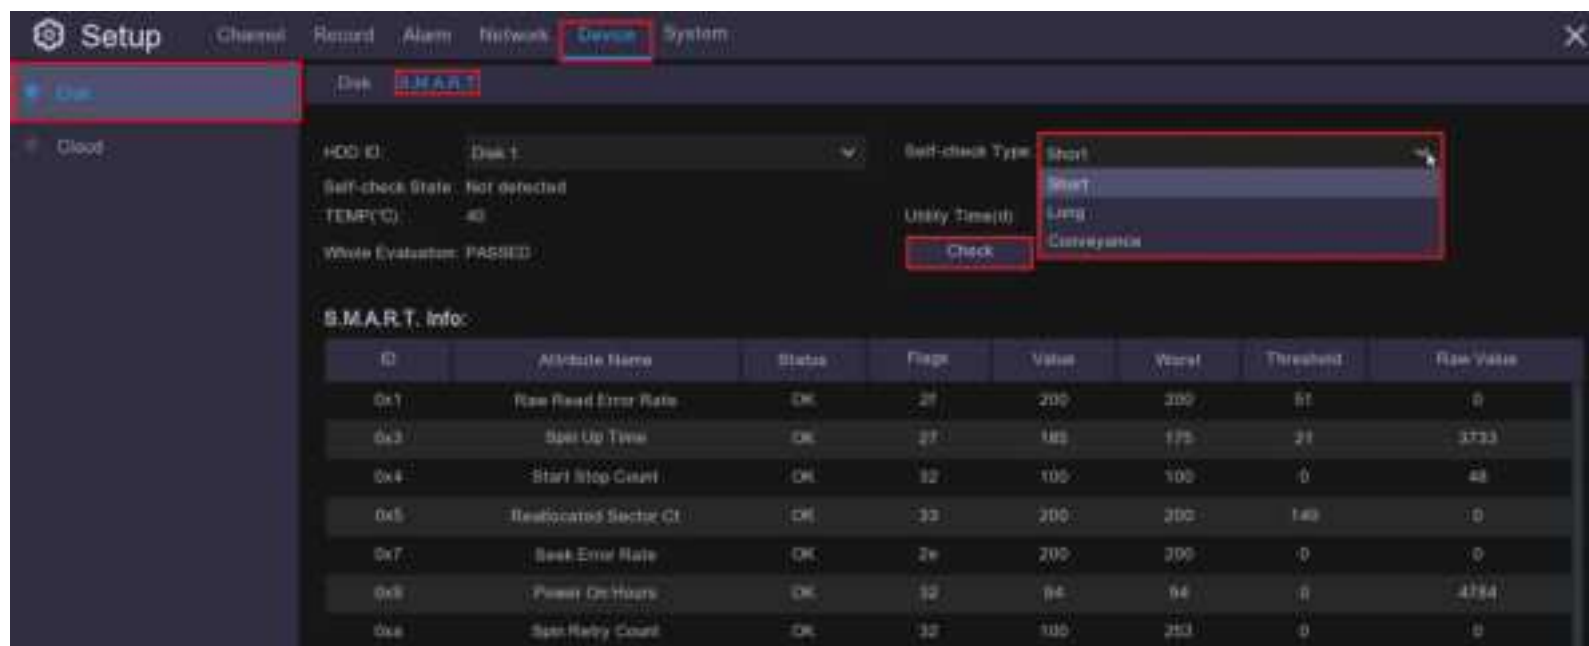 Setup Channel Record Alarm Network Device System
Disk
Disk S.M.A.R.T
Cloud
HDD ID: Disk 1 Self-check Type: Short
Self-check State: Not detected Short
TEMP(°C): 40 Utility Time(d): Long
Whole Evaluation: PASSED Check Conveyance
S.M.A.R.T. Info:
ID Attribute Name Status Flags Value Worst Threshold Raw Value
0x1 Raw Read Error Rate OK 2f 200 200 51 0
0x3 Spin Up Time OK 27 185 175 21 3733
0x4 Start Stop Count OK 32 100 100 0 48
0x5 Reallocated Sector Ct OK 33 200 200 140 0
0x7 Seek Error Rate OK 2e 200 200 0 0
0x9 Power On Hours OK 32 94 94 0 4784
0xa Spin Retry Count OK 32 100 253 0 0